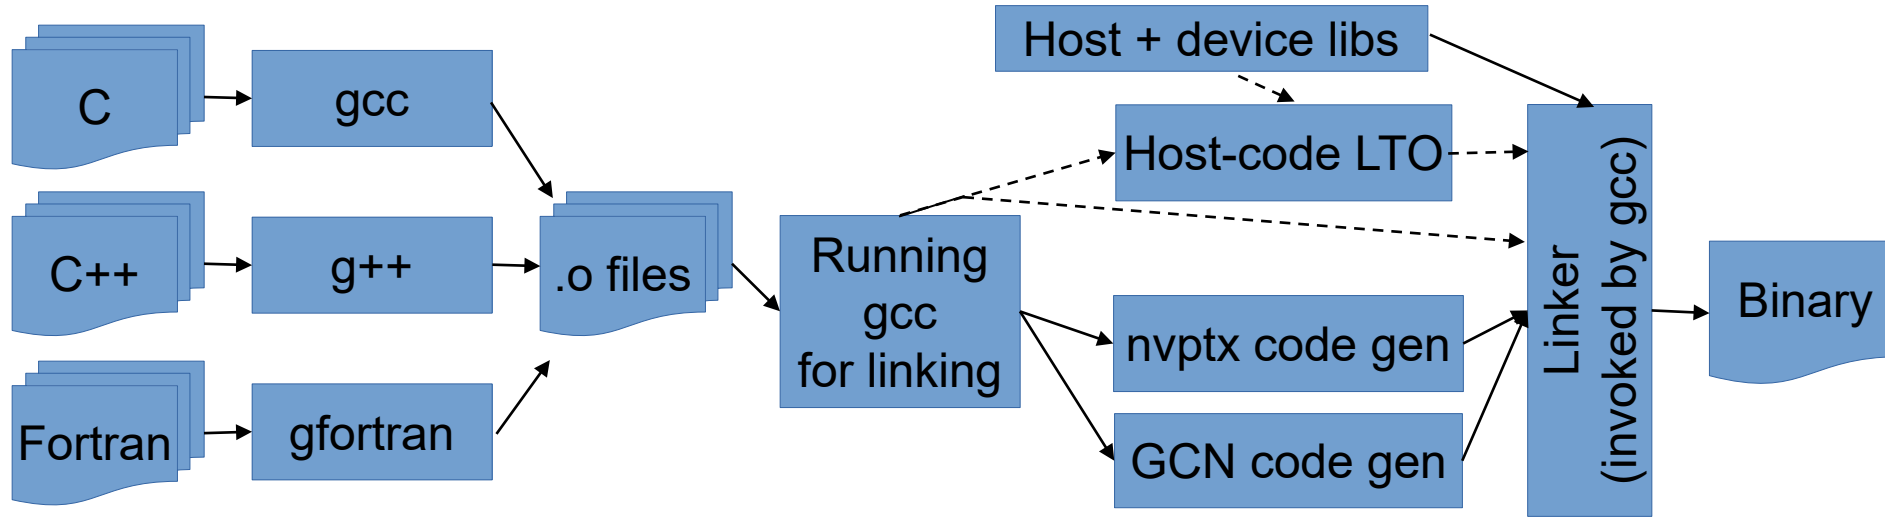 C
gcc
C++
g++
Fortran
gfortran
.o files
Running
gcc
for linking
Host + device libs
Host-code LTO
nvptx code gen
GCN code gen
Linker
(invoked by gcc)
Binary